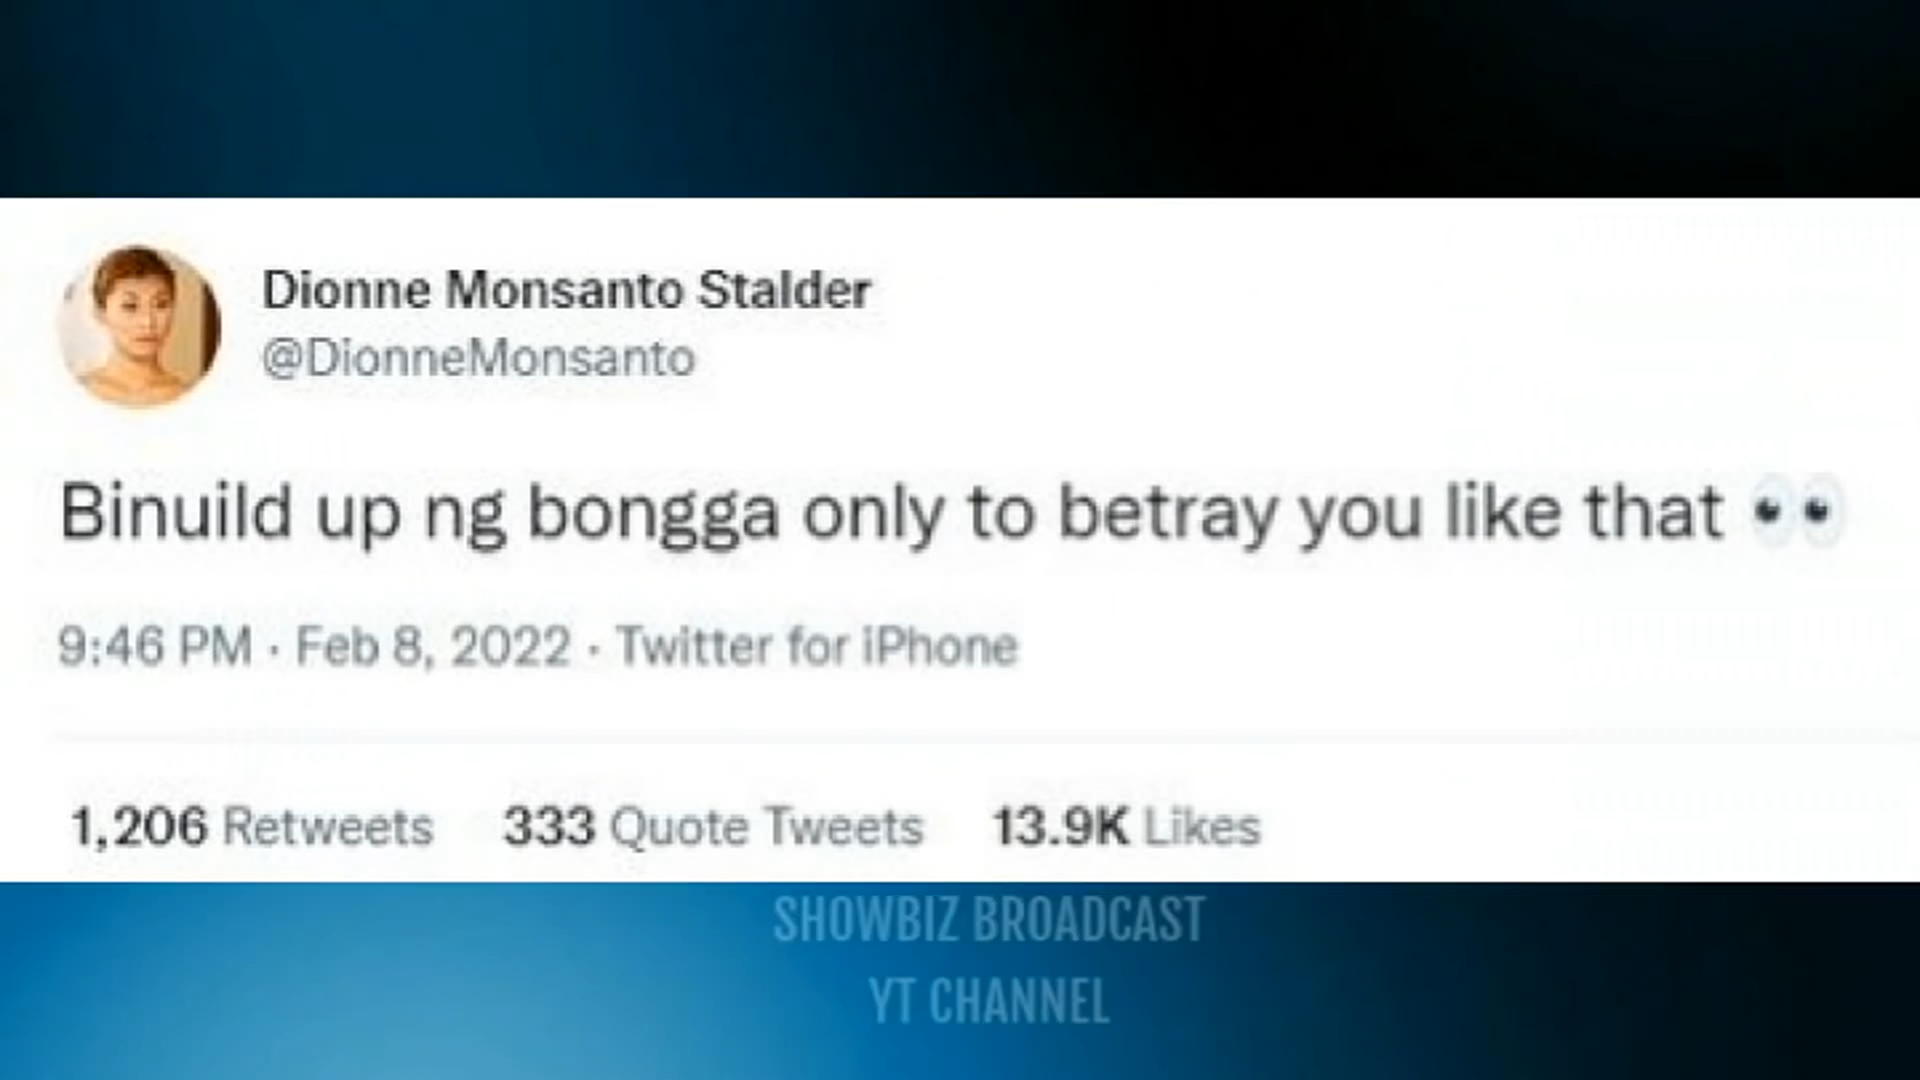 Dionne Monsanto Stalder
@DionneMonsanto
Binuild up ng bongga only to betray you like that 👀
9:46 PM · Feb 8, 2022 · Twitter for iPhone
1,206 Retweets 333 Quote Tweets 13.9K Likes
SHOWBIZ BROADCAST
YT CHANNEL